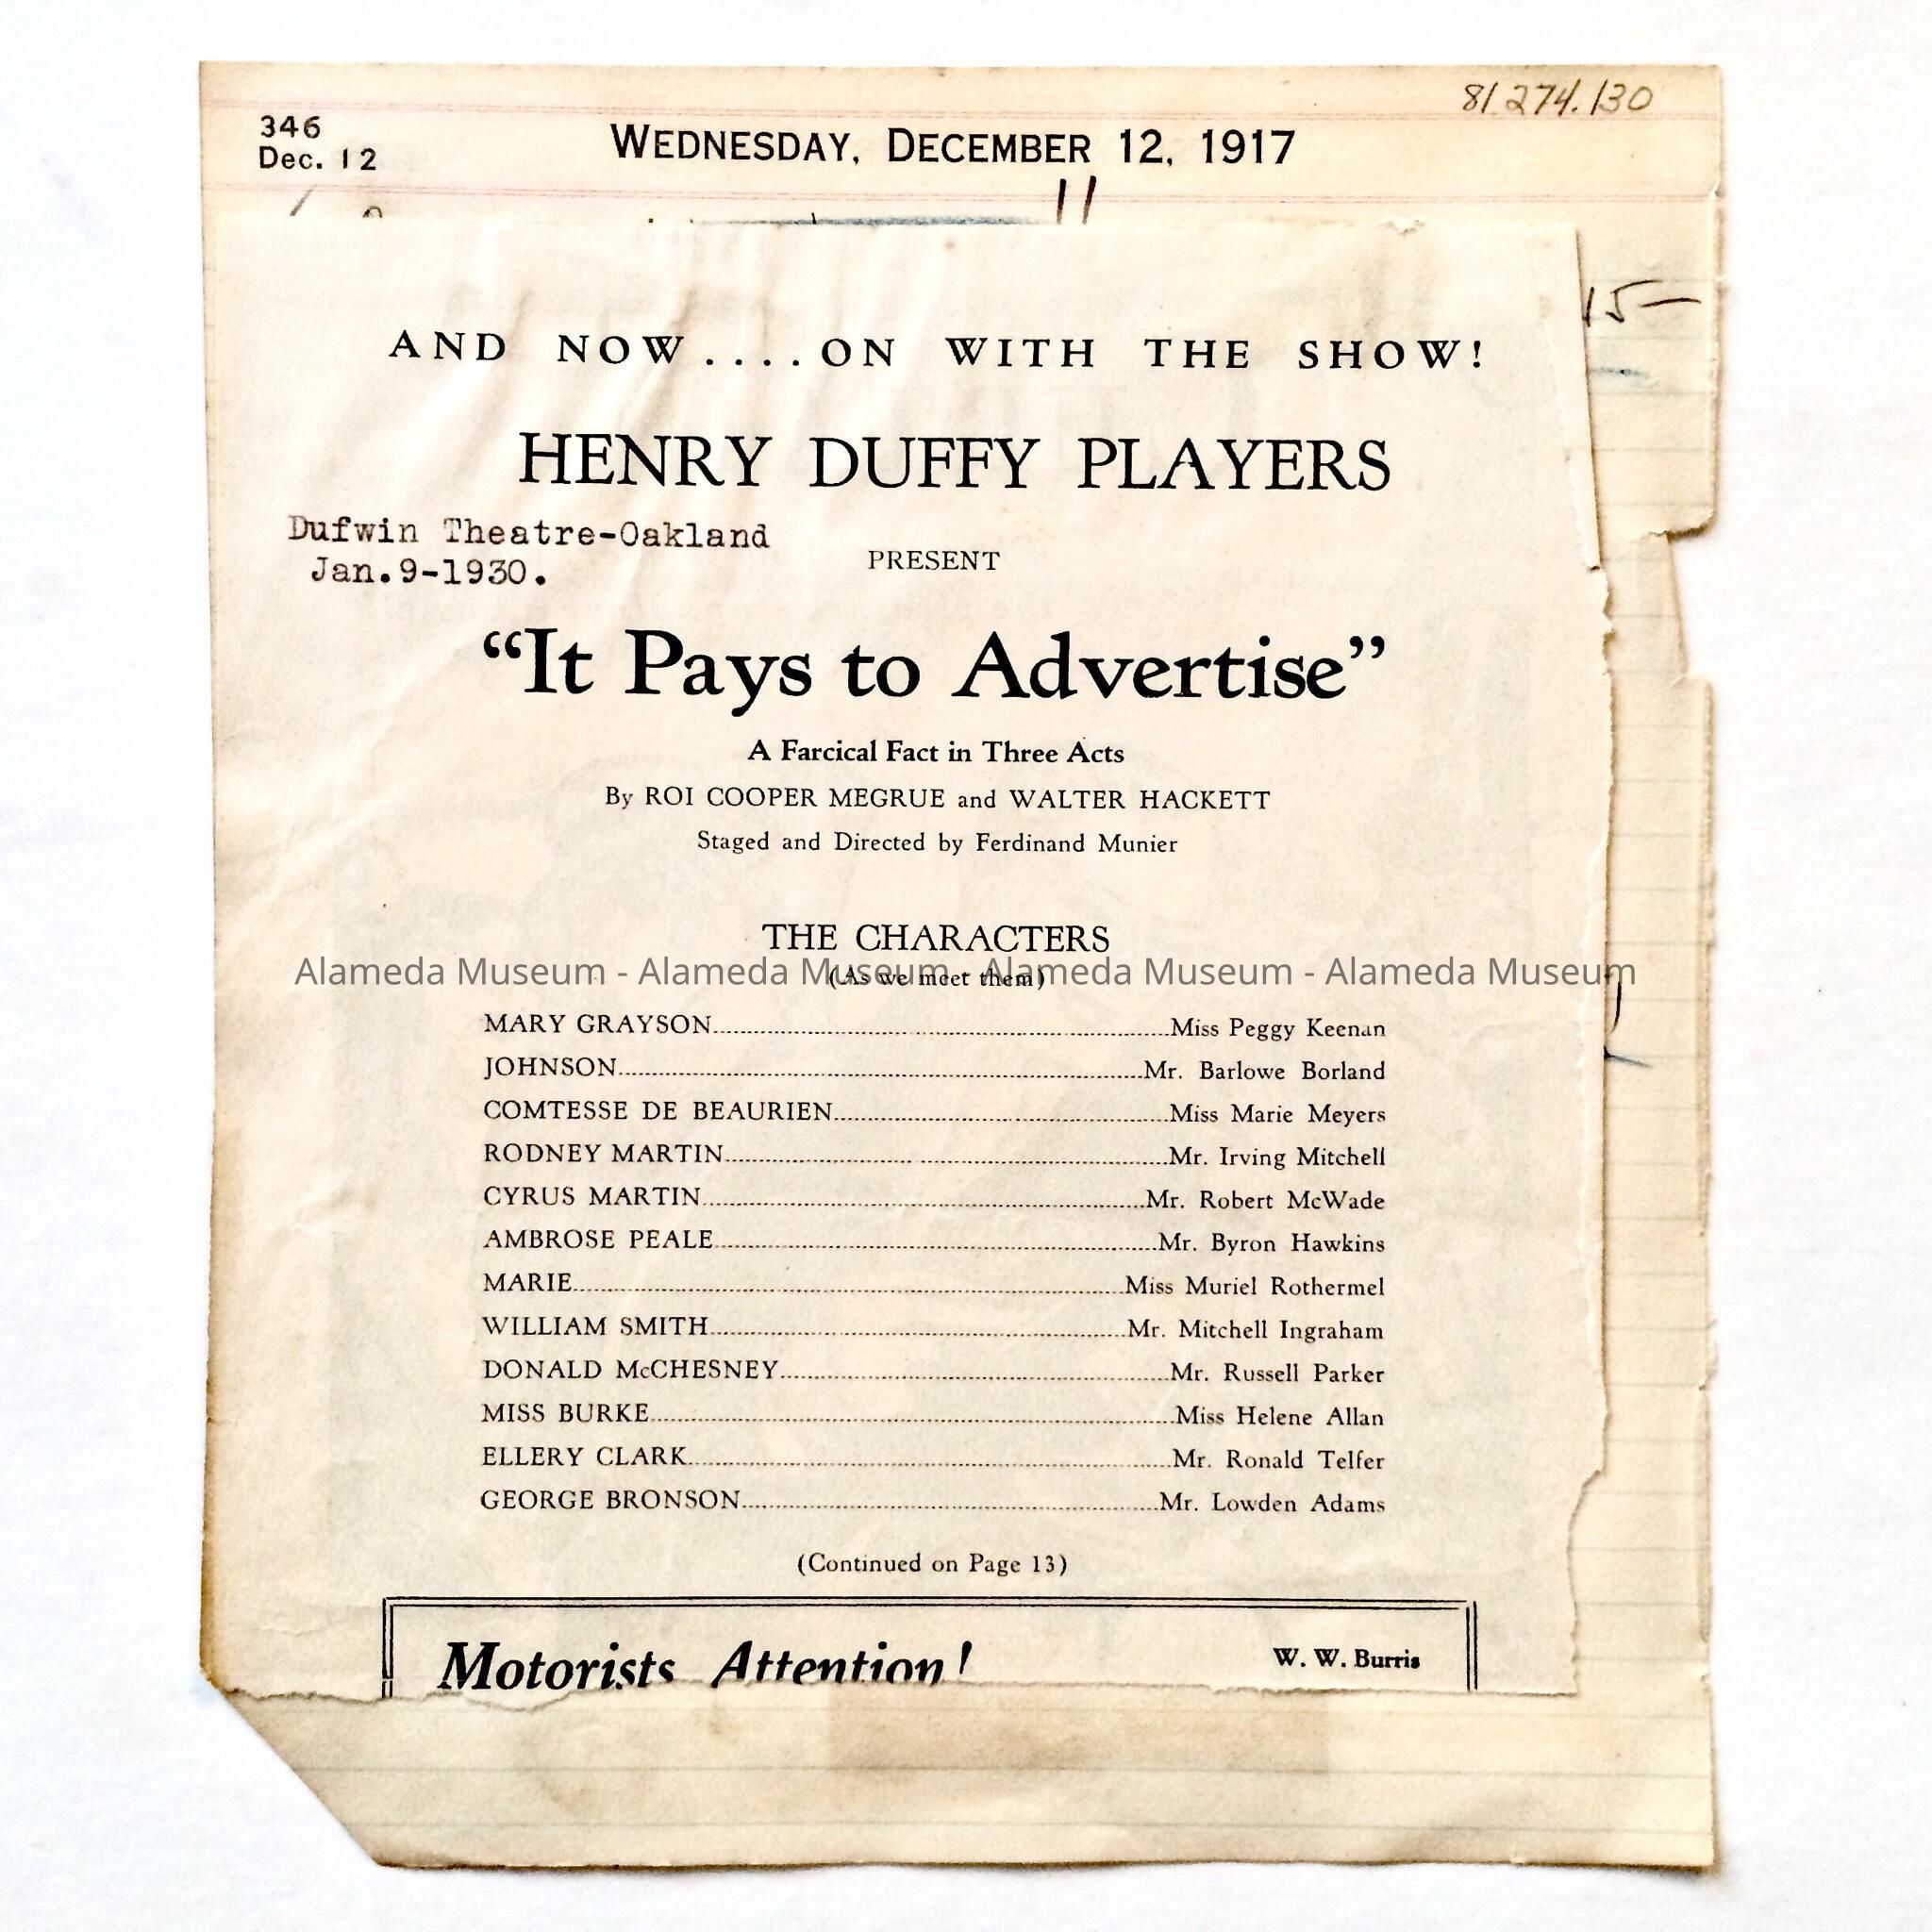 81.274.130
346
Dec. 12
WEDNESDAY, DECEMBER 12, 1917
15-
AND NOW....ON WITH THE SHOW!
HENRY DUFFY PLAYERS
Dufwin Theatre-Oakland
Jan.9-1930.
PRESENT
"It Pays to Advertise"
A Farcical Fact in Three Acts
By ROI COOPER MEGRUE and WALTER HACKETT
Staged and Directed by Ferdinand Munier
THE CHARACTERS
Alameda Museum - Alameda Museum - Alameda Museum - Alameda Museum
(As we meet them)
MARY GRAYSON Miss Peggy Keenan
JOHNSON Mr. Barlowe Borland
COMTESSE DE BEAURIEN Miss Marie Meyers
RODNEY MARTIN Mr. Irving Mitchell
CYRUS MARTIN Mr. Robert McWade
AMBROSE PEALE Mr. Byron Hawkins
MARIE Miss Muriel Rothermel
WILLIAM SMITH Mr. Mitchell Ingraham
DONALD McCHESNEY Mr. Russell Parker
MISS BURKE Miss Helene Allan
ELLERY CLARK Mr. Ronald Telfer
GEORGE BRONSON Mr. Lowden Adams
(Continued on Page 13)
Motorists Attention!
W. W. Burris